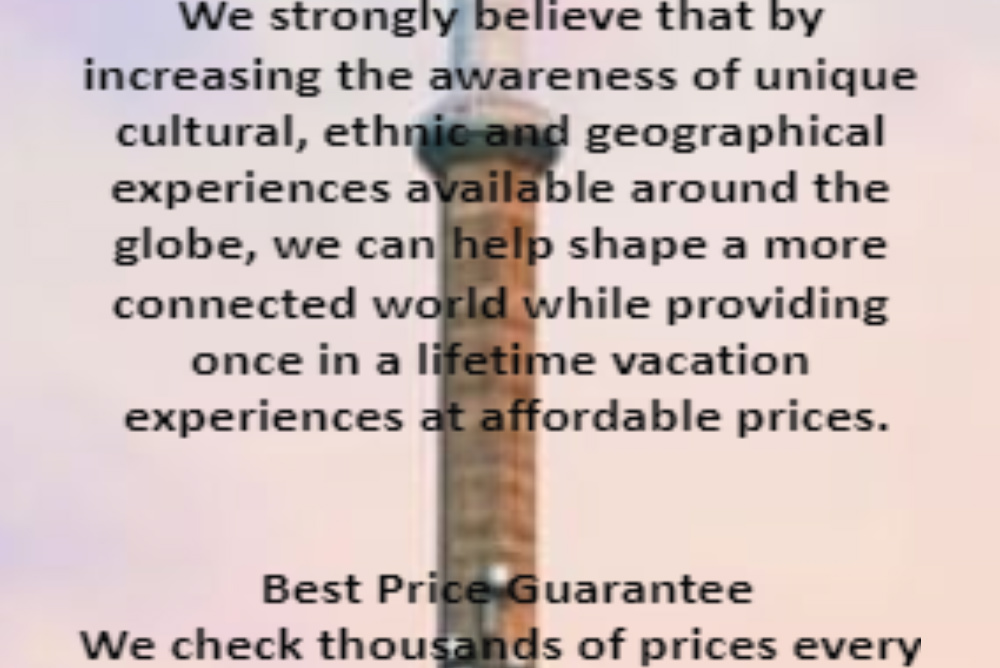 We strongly believe that by
increasing the awareness of unique
cultural, ethnic and geographical
experiences available around the
globe, we can help shape a more
connected world while providing
once in a lifetime vacation
experiences at affordable prices.
Best Price Guarantee
We check thousands of prices every